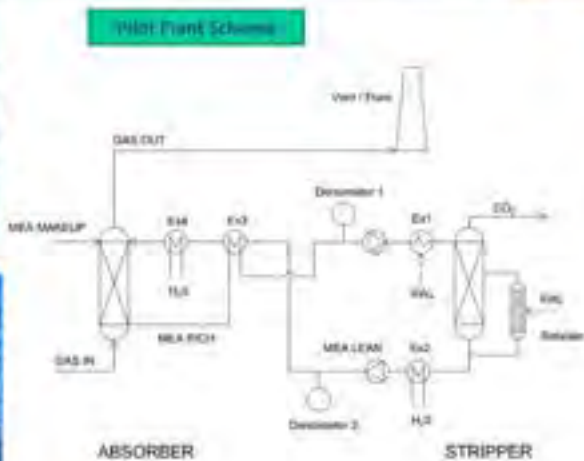 Pilot Plant Scheme
Vent / Stack
GAS OUT
Densimeter 1
CO₂
MEA MAKEUP
Ex4
Ex3
Ex1
H₂O
MEA RICH
MEA LEAN
Ex2
GAS IN
Densimeter 2
H₂O
ABSORBER
STRIPPER